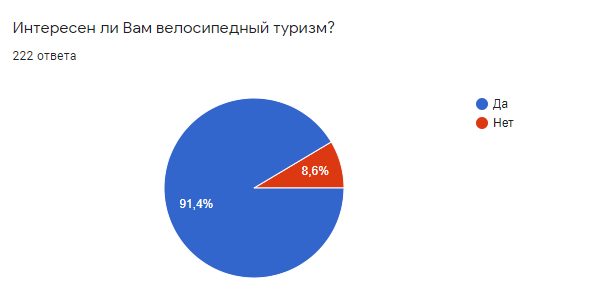 Интересен ли Вам велосипедный туризм?
222 ответа
Да
Нет
8,6%
91,4%